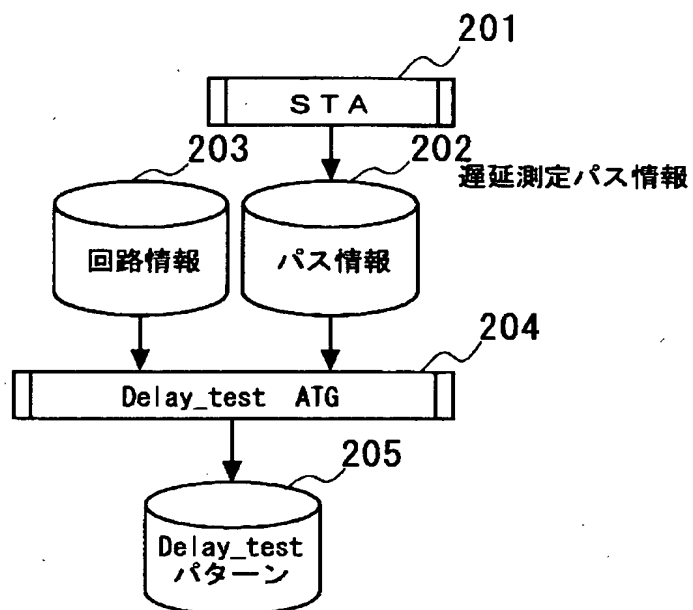 201
STA
203
202
遅延測定パス情報
回路情報
パス情報
204
Delay_test ATG
205
Delay_test
パターン